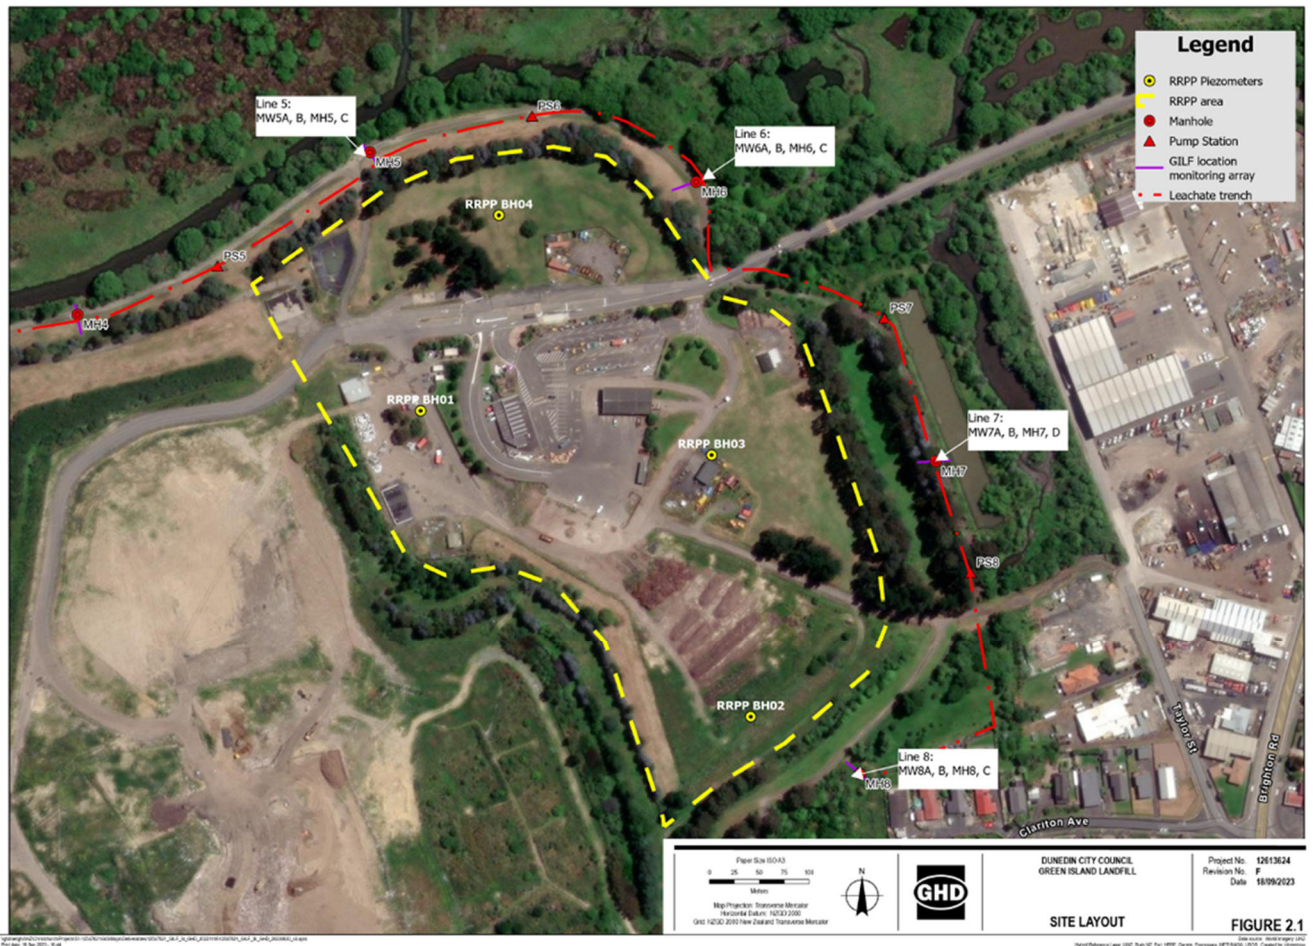 Legend
RRPP Piezometers
RRPP area
Manhole
Pump Station
GILF location
monitoring array
Leachate trench
Line 5:
MW5A, B, MH5, C
PS6
MH5
Line 6:
MW6A, B, MH6, C
MH6
RRPP BH04
PS5
MH4
PS7
RRPP BH01
RRPP BH03
Line 7:
MW7A, B, MH7, D
MH7
PS8
RRPP BH02
Line 8:
MW8A, B, MH8, C
MH8
Taylor St
Brighton Rd
Clariton Ave
Paper Size ISO A3
0 25 50 75 100
Meters
Map Projection: Transverse Mercator
Horizontal Datum: NZGD 2000
Grid: NZGD 2000 New Zealand Transverse Mercator
N
GHD
DUNEDIN CITY COUNCIL
GREEN ISLAND LANDFILL
SITE LAYOUT
Project No. 12613624
Revision No. F
Date 18/09/2023
FIGURE 2.1